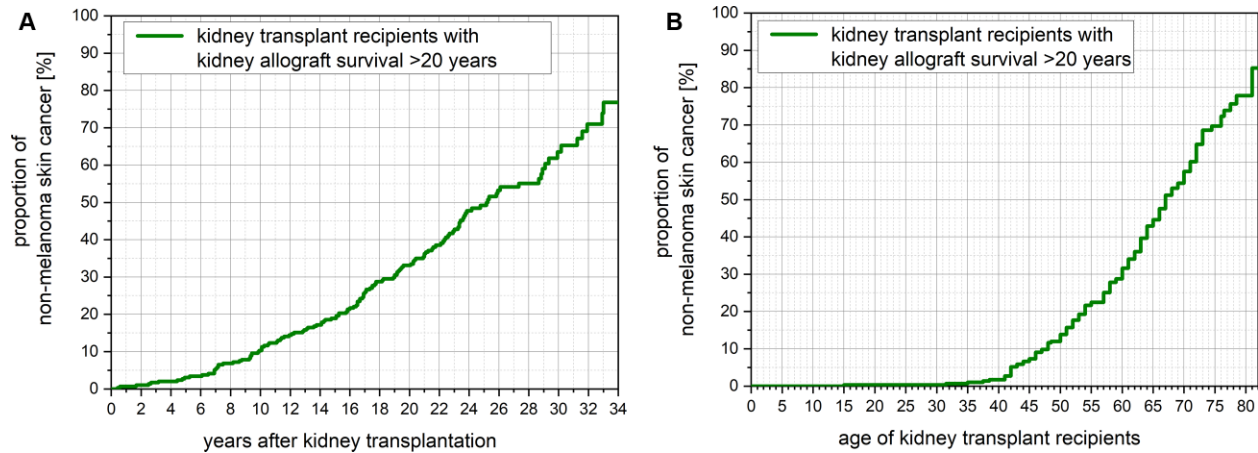 A
kidney transplant recipients with
kidney allograft survival >20 years
proportion of
non-melanoma skin cancer [%]
100
90
80
70
60
50
40
30
20
10
0
0 2 4 6 8 10 12 14 16 18 20 22 24 26 28 30 32 34
years after kidney transplantation
B
kidney transplant recipients with
kidney allograft survival >20 years
proportion of
non-melanoma skin cancer [%]
100
90
80
70
60
50
40
30
20
10
0
0 5 10 15 20 25 30 35 40 45 50 55 60 65 70 75 80
age of kidney transplant recipients